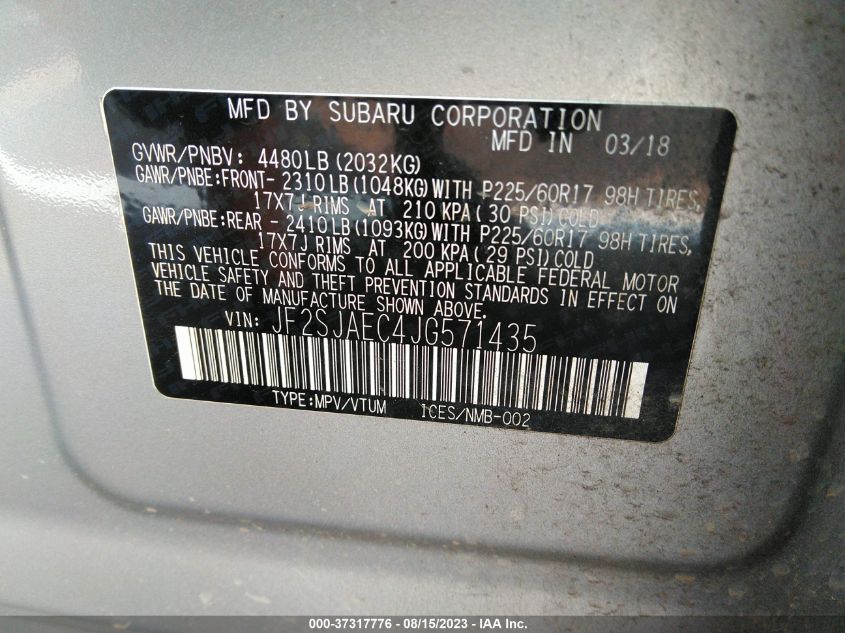 MFD BY SUBARU CORPORATION
MFD IN 03/18
GVWR/PNBV: 4480LB(2032KG)
GAWR/PNBE:FRONT- 2310LB(1048KG)WITH P225/60R17 98H TIRES,
17X7J RIMS AT 210 KPA( 30 PSI)COLD
GAWR/PNBE:REAR - 2410LB(1093KG)WITH P225/60R17 98H TIRES,
17X7J RIMS AT 200 KPA( 29 PSI)COLD
THIS VEHICLE CONFORMS TO ALL APPLICABLE FEDERAL MOTOR
VEHICLE SAFETY AND THEFT PREVENTION STANDARDS IN EFFECT ON
THE DATE OF MANUFACTURE SHOWN ABOVE.
VIN: JF2SJAEC4JG571435
TYPE:MPV/VTUM ICES/NMB-002
000-37317776 - 08/15/2023 - IAA Inc.